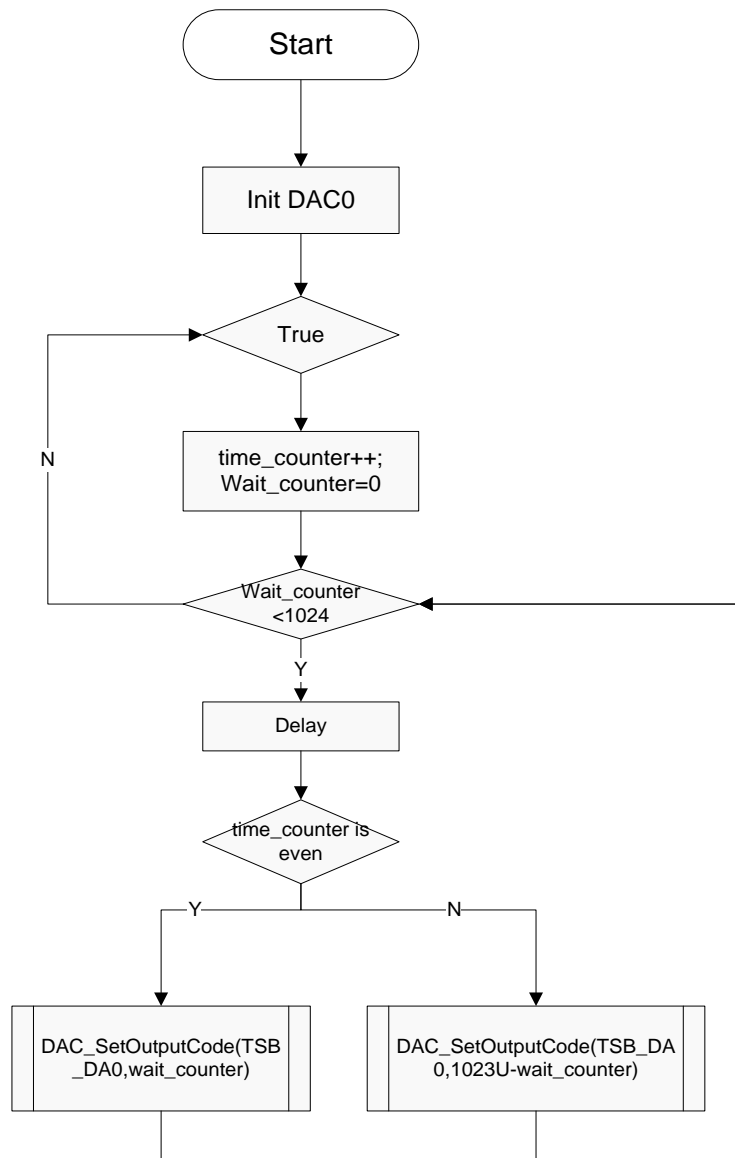 Start
Init DAC0
True
N
time_counter++;
Wait_counter=0
Wait_counter
<1024
Y
Delay
time_counter is
even
Y
N
DAC_SetOutputCode(TSB
_DA0,wait_counter)
DAC_SetOutputCode(TSB_DA
0,1023U-wait_counter)